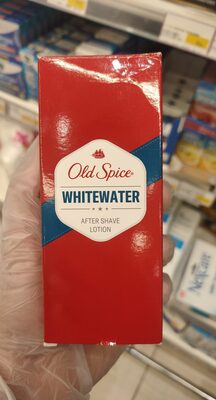 Old Spice
WHITEWATER
AFTER SHAVE
LOTION